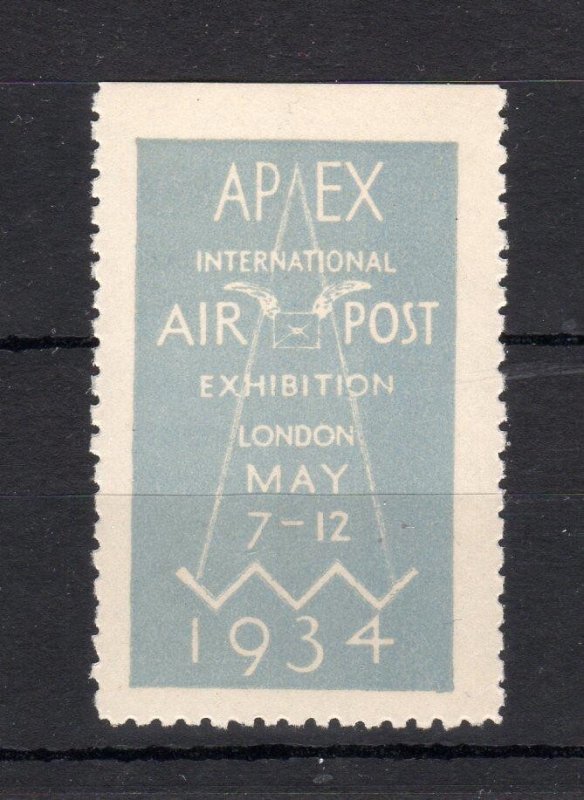 APEX
INTERNATIONAL
AIR POST
EXHIBITION
LONDON
MAY
7-12
1934